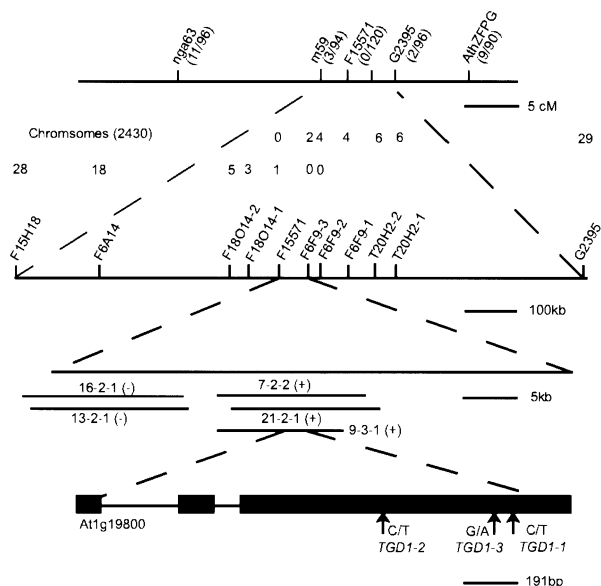 nga63 (11/96)
m59 (3/94)
F15571 (0/120)
G2395 (2/96)
AthZFPG (9/90)
5 cM
Chromsomes (2430)
0 2 4 4 6 6 29
28 18 5 3 1 0 0
F15H18
F6A14
F18O14-2
F18O14-1
F15571
F6F9-3
F6F9-2
F6F9-1
T20H2-2
T20H2-1
G2395
100kb
16-2-1 (-)
7-2-2 (+)
5kb
13-2-1 (-)
21-2-1 (+)
9-3-1 (+)
At1g19800
C/T
G/A
C/T
TGD1-2
TGD1-3
TGD1-1
191bp